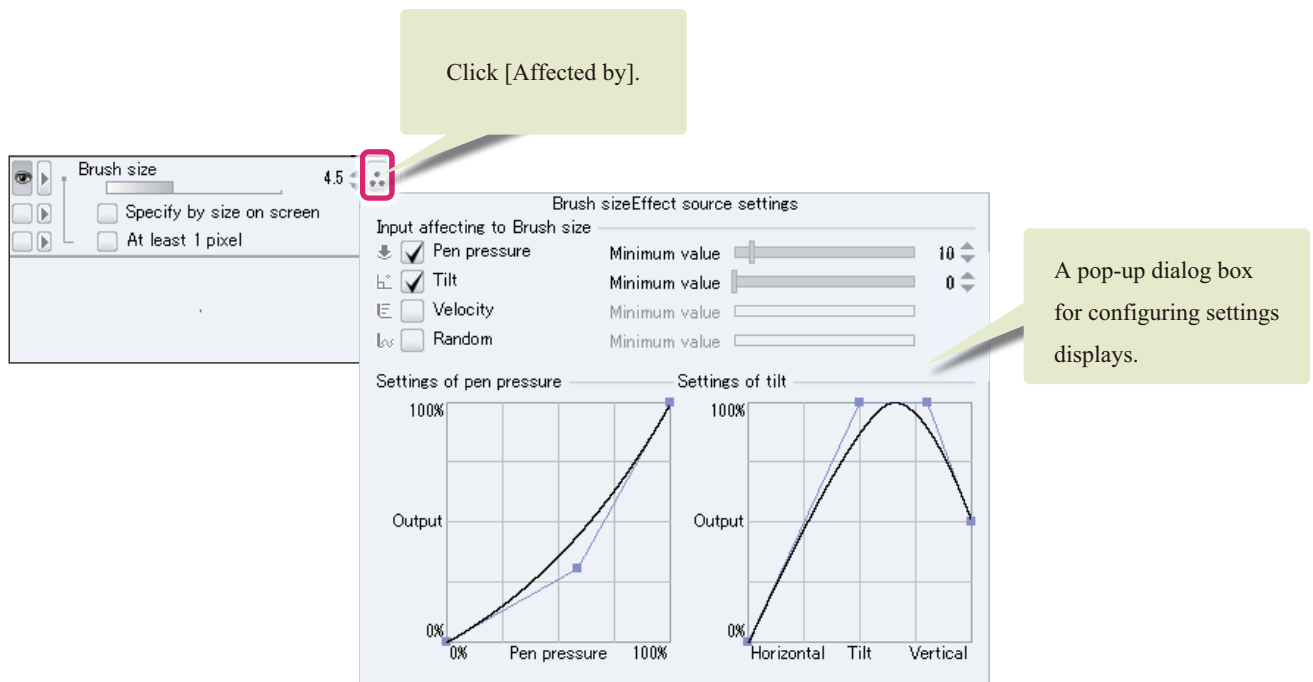 Click [Affected by].
Brush size 4.5
Specify by size on screen
At least 1 pixel
Brush sizeEffect source settings
Input affecting to Brush size
Pen pressure Minimum value 10
Tilt Minimum value 0
Velocity Minimum value
Random Minimum value
A pop-up dialog box
for configuring settings
displays.
Settings of pen pressure
100%
Output
0%
0% Pen pressure 100%
Settings of tilt
100%
Output
0%
Horizontal Tilt Vertical